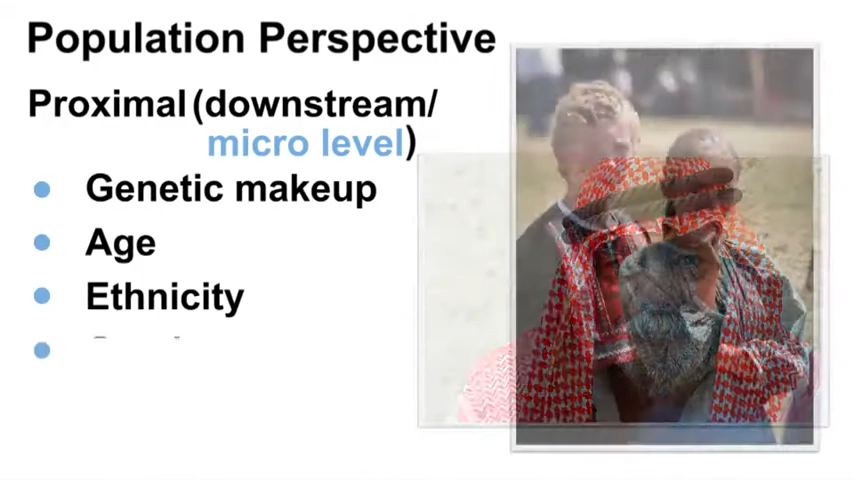 Population Perspective
Proximal (downstream/
micro level)
Genetic makeup
Age
Ethnicity